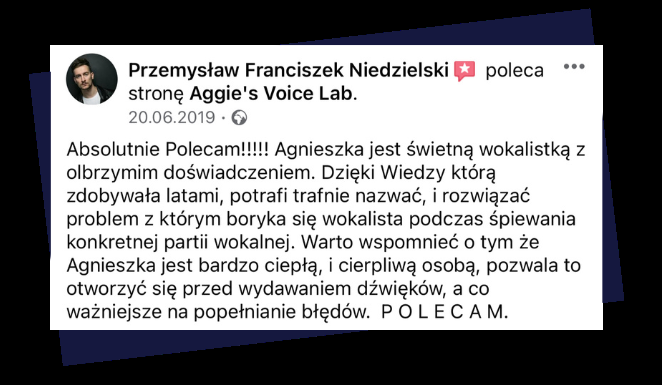 Przemysław Franciszek Niedzielski poleca •••
stronę Aggie's Voice Lab.
20.06.2019 ·
Absolutnie Polecam!!!!! Agnieszka jest świetną wokalistką z
olbrzymim doświadczeniem. Dzięki Wiedzy którą
zdobywała latami, potrafi trafnie nazwać, i rozwiązać
problem z którym boryka się wokalista podczas śpiewania
konkretnej partii wokalnej. Warto wspomnieć o tym że
Agnieszka jest bardzo ciepłą, i cierpliwą osobą, pozwala to
otworzyć się przed wydawaniem dźwięków, a co
ważniejsze na popełnianie błędów.  P O L E C A M.